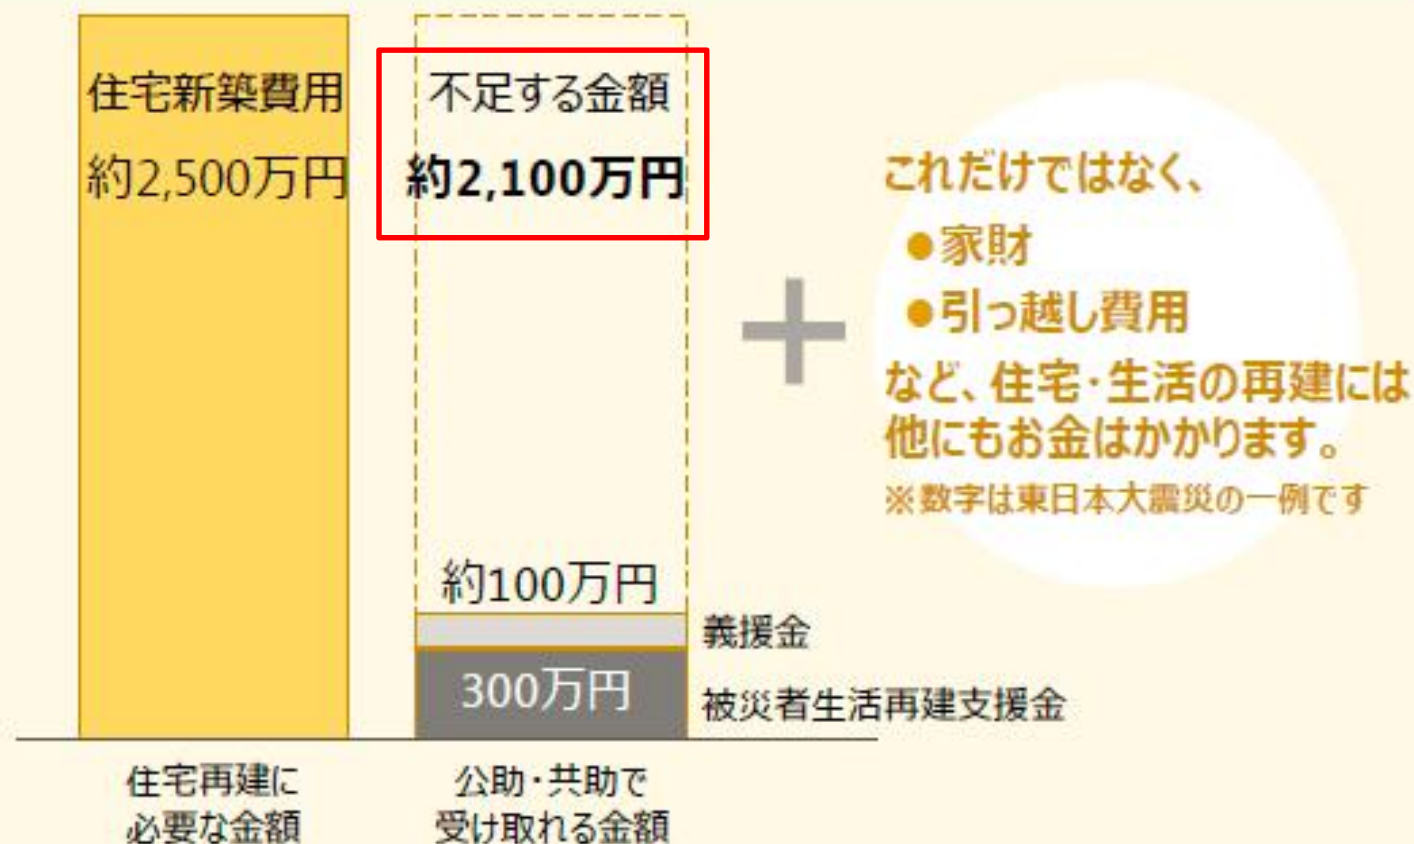 住宅新築費用
約2,500万円
不足する金額
約2,100万円
約100万円
300万円
義援金
被災者生活再建支援金
住宅再建に
必要な金額
公助・共助で
受け取れる金額
+
これだけではなく、
●家財
●引っ越し費用
など、住宅・生活の再建には
他にもお金はかかります。
※数字は東日本大震災の一例です